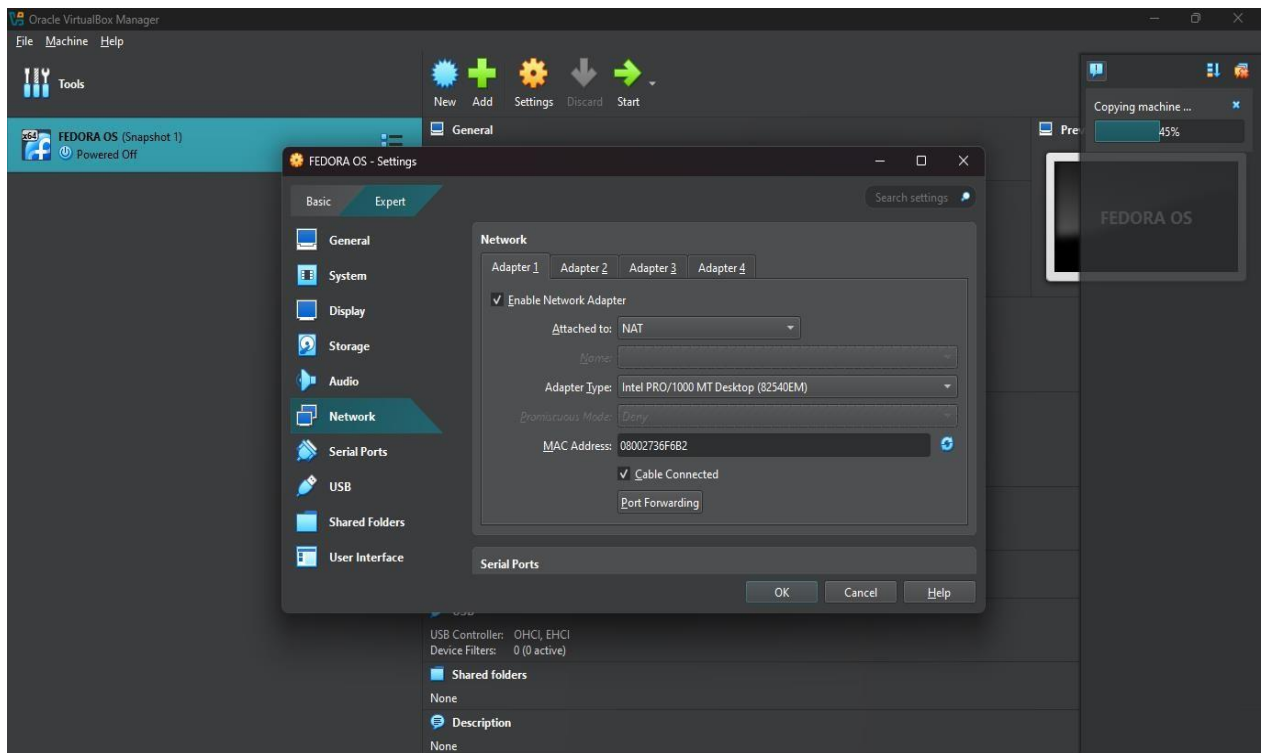 Oracle VirtualBox Manager
File Machine Help
Tools
New Add Settings Discard Start
Copying machine ...
45%
x64
FEDORA OS (Snapshot 1)
Powered Off
General
Prev
FEDORA OS
FEDORA OS - Settings
Basic Expert
Search settings
General
System
Display
Storage
Audio
Network
Serial Ports
USB
Shared Folders
User Interface
Network
Adapter 1 Adapter 2 Adapter 3 Adapter 4
Enable Network Adapter
Attached to: NAT
Name:
Adapter Type: Intel PRO/1000 MT Desktop (82540EM)
Promiscuous Mode: Deny
MAC Address: 08002736F6B2
Cable Connected
Port Forwarding
Serial Ports
OK Cancel Help
USB
USB Controller: OHCI, EHCI
Device Filters: 0 (0 active)
Shared folders
None
Description
None